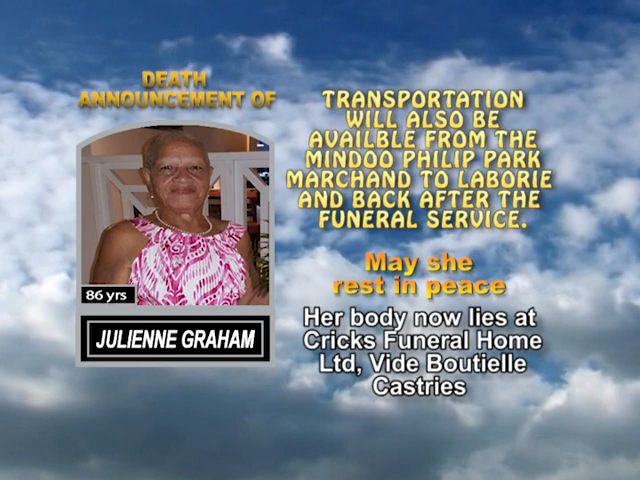 DEATH
ANNOUNCEMENT OF
86 yrs
JULIENNE GRAHAM
TRANSPORTATION
WILL ALSO BE
AVAILBLE FROM THE
MINDOO PHILIP PARK
MARCHAND TO LABORIE
AND BACK AFTER THE
FUNERAL SERVICE.
May she
rest in peace
Her body now lies at
Cricks Funeral Home
Ltd, Vide Boutielle
Castries